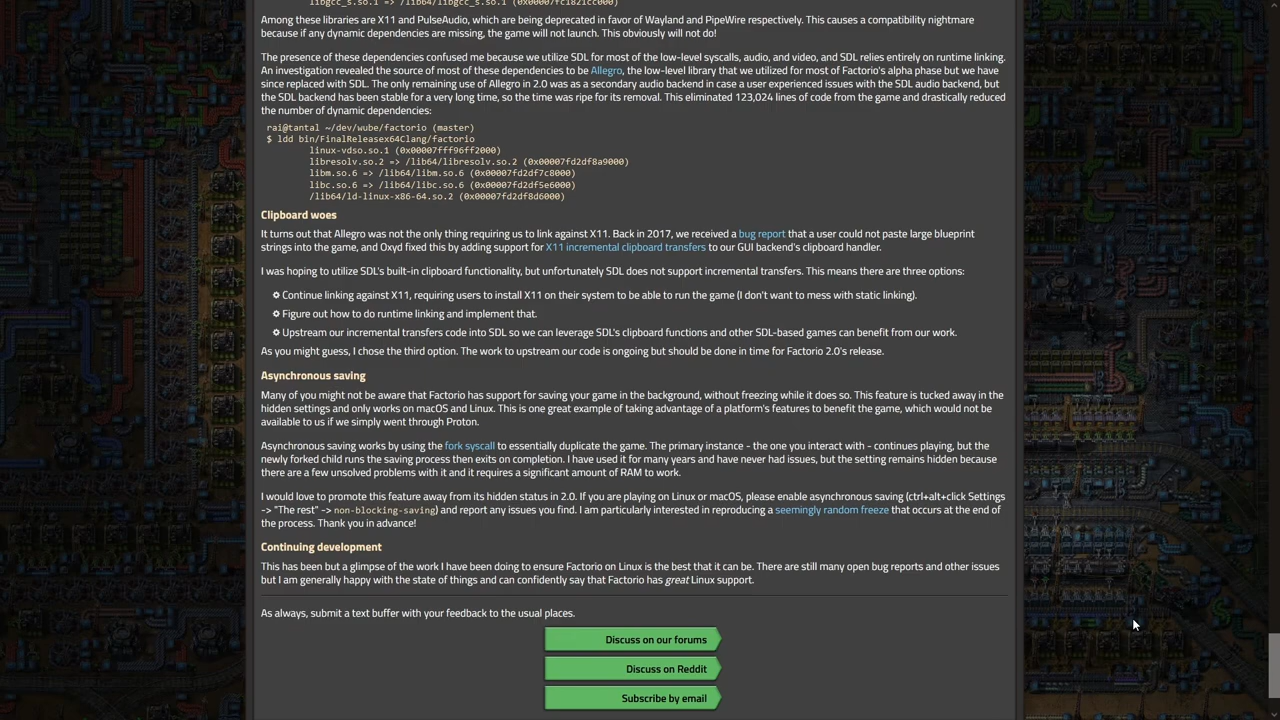 libgcc_s.so.1 => /lib64/libgcc_s.so.1 (0x00007fc1821cc000)
Among these libraries are X11 and PulseAudio, which are being deprecated in favor of Wayland and PipeWire respectively. This causes a compatibility nightmare
because if any dynamic dependencies are missing, the game will not launch. This obviously will not do!
The presence of these dependencies confused me because we utilize SDL for most of the low-level syscalls, audio, and video, and SDL relies entirely on runtime linking.
An investigation revealed the source of most of these dependencies to be Allegro, the low-level library that we utilized for most of Factorio's alpha phase but we have
since replaced with SDL. The only remaining use of Allegro in 2.0 was as a secondary audio backend in case a user experienced issues with the SDL audio backend, but
the SDL backend has been stable for a very long time, so the time was ripe for its removal. This eliminated 123,024 lines of code from the game and drastically reduced
the number of dynamic dependencies:
rai@tantal ~/dev/wube/factorio (master)
$ ldd bin/FinalReleasex64Clang/factorio
linux-vdso.so.1 (0x00007fff96ff2000)
libresolv.so.2 => /lib64/libresolv.so.2 (0x00007fd2df8a9000)
libm.so.6 => /lib64/libm.so.6 (0x00007fd2df7c8000)
libc.so.6 => /lib64/libc.so.6 (0x00007fd2df5e6000)
/lib64/ld-linux-x86-64.so.2 (0x00007fd2df8d6000)
Clipboard woes
It turns out that Allegro was not the only thing requiring us to link against X11. Back in 2017, we received a bug report that a user could not paste large blueprint
strings into the game, and Oxyd fixed this by adding support for X11 incremental clipboard transfers to our GUI backend's clipboard handler.
I was hoping to utilize SDL's built-in clipboard functionality, but unfortunately SDL does not support incremental transfers. This means there are three options:
Continue linking against X11, requiring users to install X11 on their system to be able to run the game (I don't want to mess with static linking).
Figure out how to do runtime linking and implement that.
Upstream our incremental transfers code into SDL so we can leverage SDL's clipboard functions and other SDL-based games can benefit from our work.
As you might guess, I chose the third option. The work to upstream our code is ongoing but should be done in time for Factorio 2.0's release.
Asynchronous saving
Many of you might not be aware that Factorio has support for saving your game in the background, without freezing while it does so. This feature is tucked away in the
hidden settings and only works on macOS and Linux. This is one great example of taking advantage of a platform's features to benefit the game, which would not be
available to us if we simply went through Proton.
Asynchronous saving works by using the fork syscall to essentially duplicate the game. The primary instance - the one you interact with - continues playing, but the
newly forked child runs the saving process then exits on completion. I have used it for many years and have never had issues, but the setting remains hidden because
there are a few unsolved problems with it and it requires a significant amount of RAM to work.
I would love to promote this feature away from its hidden status in 2.0. If you are playing on Linux or macOS, please enable asynchronous saving (ctrl+alt+click Settings
-> "The rest" -> non-blocking-saving) and report any issues you find. I am particularly interested in reproducing a seemingly random freeze that occurs at the end of
the process. Thank you in advance!
Continuing development
This has been but a glimpse of the work I have been doing to ensure Factorio on Linux is the best that it can be. There are still many open bug reports and other issues
but I am generally happy with the state of things and can confidently say that Factorio has great Linux support.
As always, submit a text buffer with your feedback to the usual places.
Discuss on our forums
Discuss on Reddit
Subscribe by email